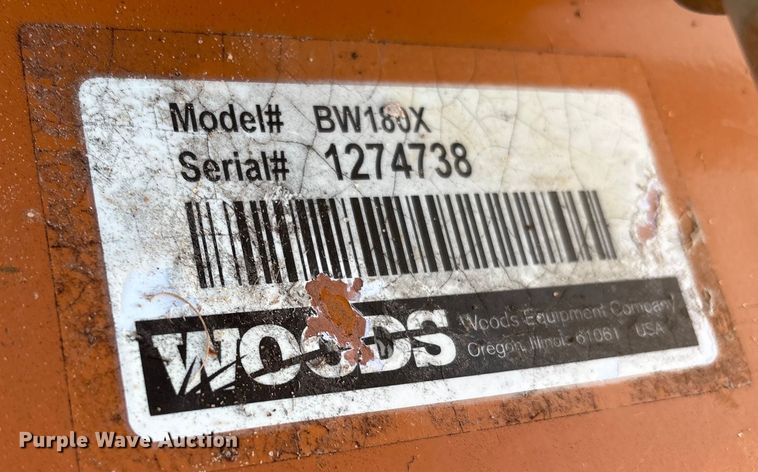 Model# BW180X
Serial# 1274738
WOODS
Woods Equipment Company
Oregon, Illinois 61061 USA
Purple Wave Auction